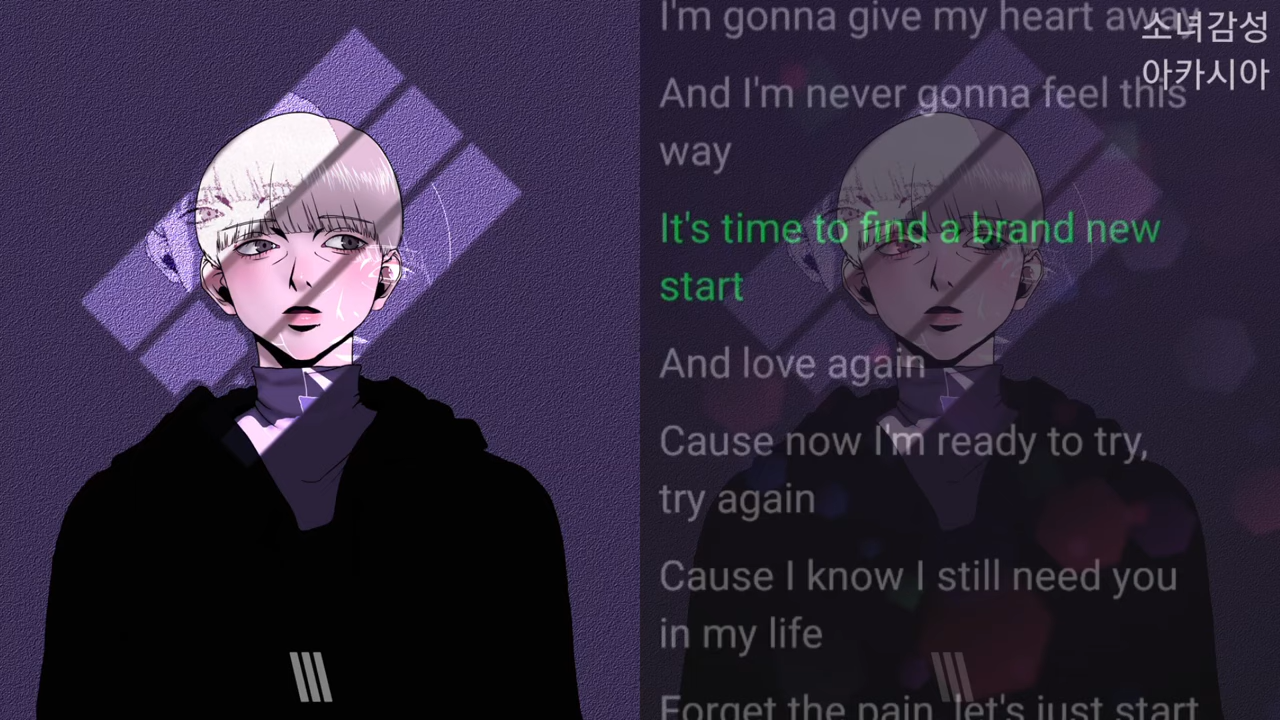 I'm gonna give my heart away
소녀감성
아카시아
And I'm never gonna feel this
way
It's time to find a brand new
start
And love again
Cause now I'm ready to try,
try again
Cause I know I still need you
in my life
Forget the pain, let's just start